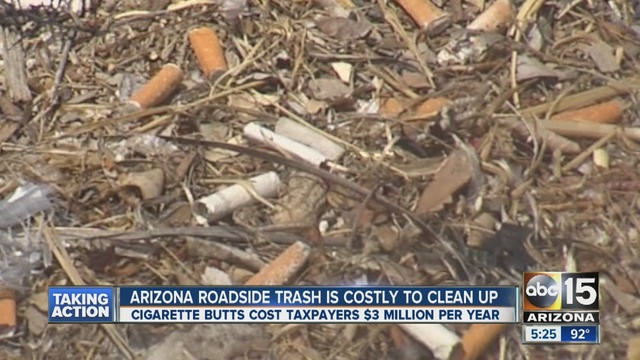 TAKING
ACTION
ARIZONA ROADSIDE TRASH IS COSTLY TO CLEAN UP
CIGARETTE BUTTS COST TAXPAYERS $3 MILLION PER YEAR
abc 15
ARIZONA
5:25 92°